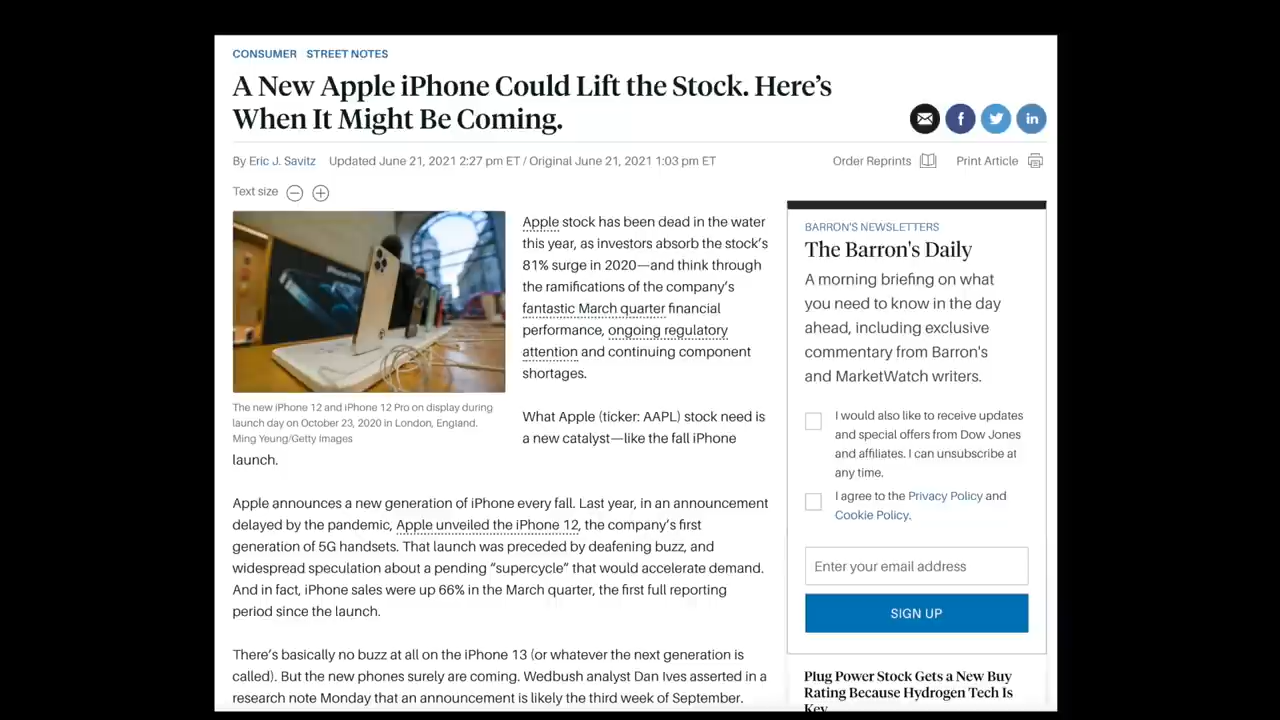 CONSUMER STREET NOTES
A New Apple iPhone Could Lift the Stock. Here's
When It Might Be Coming.
f in
By Eric J. Savitz Updated June 21, 2021 2:27 pm ET / Original June 21, 2021 1:03 pm ET
Order Reprints Print Article
Text size
Apple stock has been dead in the water
this year, as investors absorb the stock's
81% surge in 2020—and think through
the ramifications of the company's
fantastic March quarter financial
performance, ongoing regulatory
attention and continuing component
shortages.
The new iPhone 12 and iPhone 12 Pro on display during
launch day on October 23, 2020 in London, England.
Ming Yeung/Getty Images
What Apple (ticker: AAPL) stock need is
a new catalyst—like the fall iPhone
launch.
Apple announces a new generation of iPhone every fall. Last year, in an announcement
delayed by the pandemic, Apple unveiled the iPhone 12, the company's first
generation of 5G handsets. That launch was preceded by deafening buzz, and
widespread speculation about a pending “supercycle” that would accelerate demand.
And in fact, iPhone sales were up 66% in the March quarter, the first full reporting
period since the launch.
There's basically no buzz at all on the iPhone 13 (or whatever the next generation is
called). But the new phones surely are coming. Wedbush analyst Dan Ives asserted in a
research note Monday that an announcement is likely the third week of September.
BARRON'S NEWSLETTERS
The Barron's Daily
A morning briefing on what
you need to know in the day
ahead, including exclusive
commentary from Barron's
and MarketWatch writers.
I would also like to receive updates
and special offers from Dow Jones
and affiliates. I can unsubscribe at
any time.
I agree to the Privacy Policy and
Cookie Policy.
Enter your email address
SIGN UP
Plug Power Stock Gets a New Buy
Rating Because Hydrogen Tech Is
Key